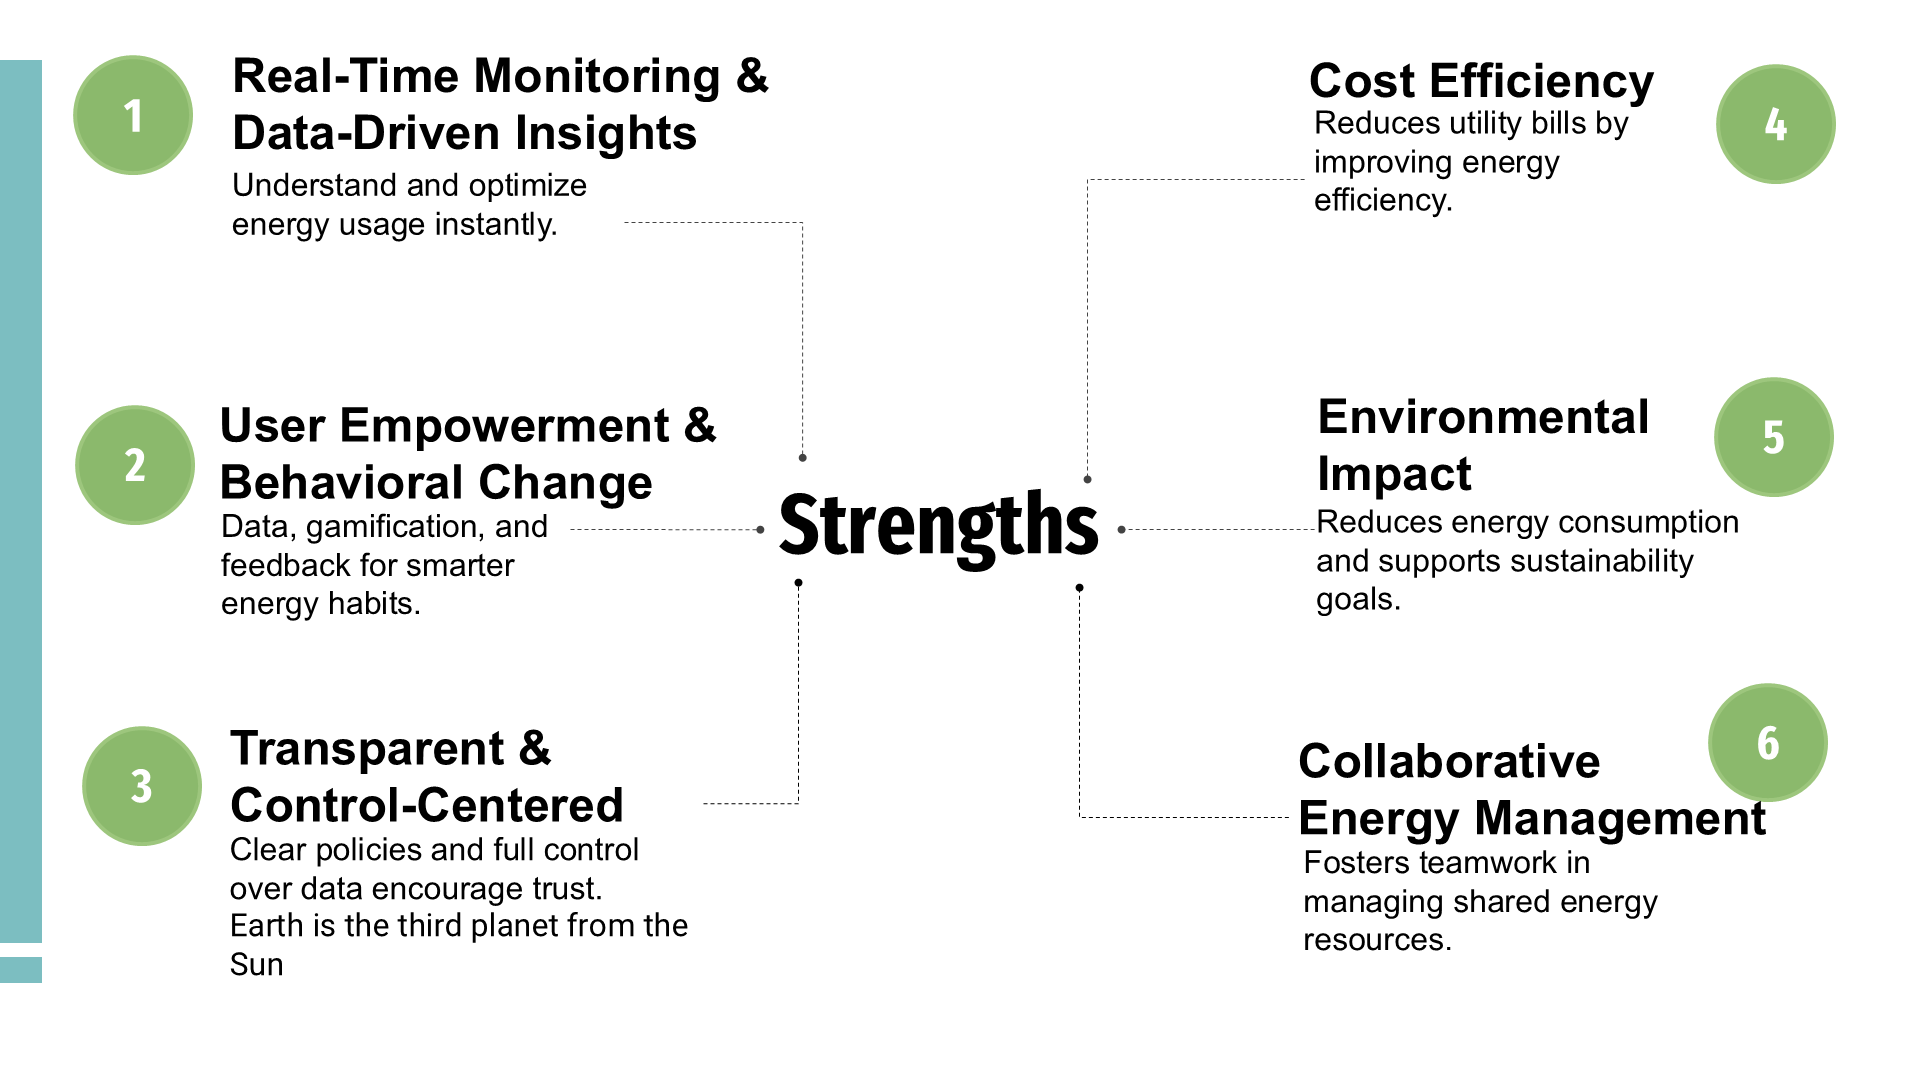 1
Real-Time Monitoring &
Data-Driven Insights
Understand and optimize
energy usage instantly.
2
User Empowerment &
Behavioral Change
Data, gamification, and
feedback for smarter
energy habits.
3
Transparent &
Control-Centered
Clear policies and full control
over data encourage trust.
Earth is the third planet from the
Sun
Strengths
Cost Efficiency
4
Reduces utility bills by
improving energy
efficiency.
Environmental
Impact
5
Reduces energy consumption
and supports sustainability
goals.
6
Collaborative
Energy Management
Fosters teamwork in
managing shared energy
resources.